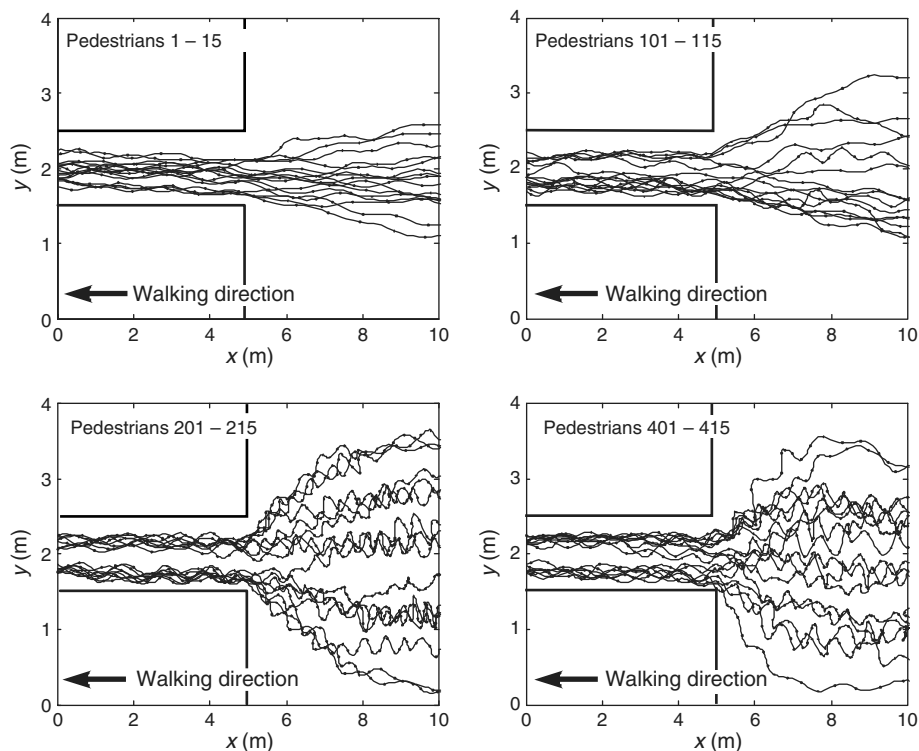 4
Pedestrians 1 – 15
3
y (m)
2
1
Walking direction
0
0 2 4 6 8 10
x (m)
4
Pedestrians 101 – 115
3
y (m)
2
1
Walking direction
0
0 2 4 6 8 10
x (m)
4
Pedestrians 201 – 215
3
y (m)
2
1
Walking direction
0
0 2 4 6 8 10
x (m)
4
Pedestrians 401 – 415
3
y (m)
2
1
Walking direction
0
0 2 4 6 8 10
x (m)